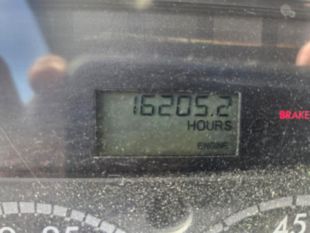 16205.2
HOURS
BRAKE
ENGINE
45